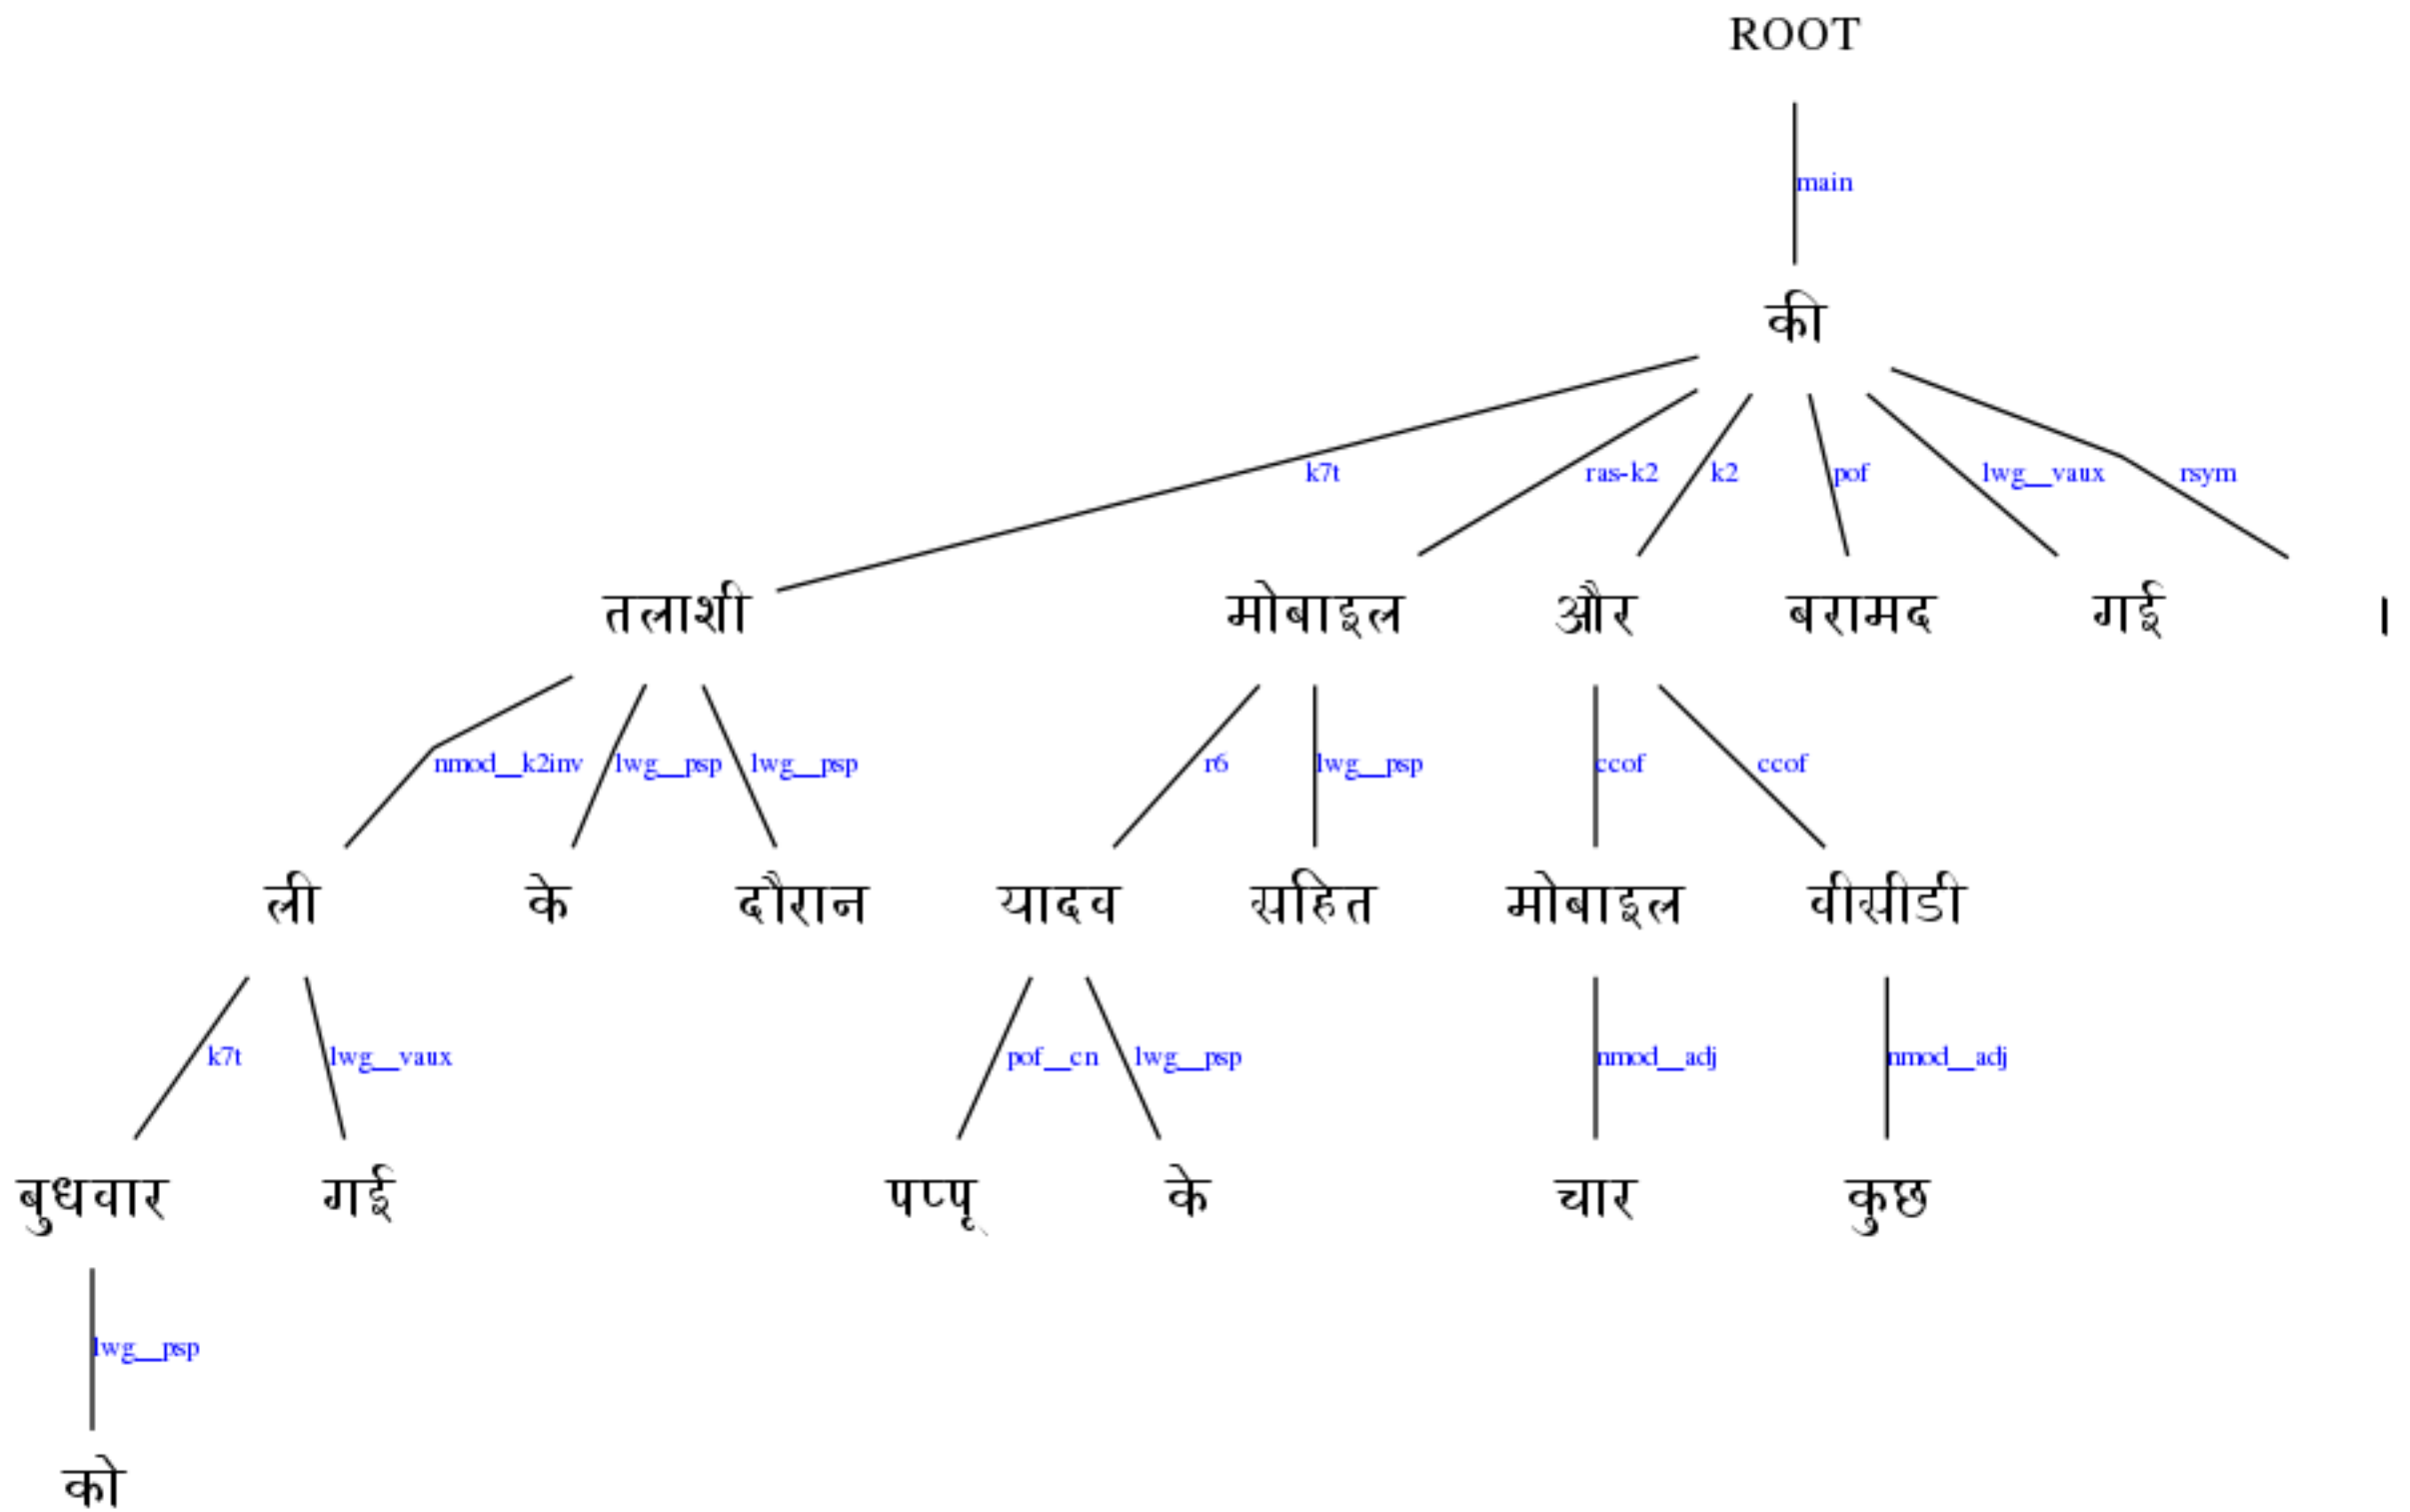 ROOT
main
की
k7t ras-k2 k2 pof lwg__vaux rsym
तलाशी मोबाइल और बरामद गई ।
nmod__k2inv lwg__psp lwg__psp r6 lwg__psp ccof ccof
ली के दौरान यादव सहित मोबाइल वीसीडी
k7t lwg__vaux pof__cn lwg__psp nmod__adj nmod__adj
बुधवार गई पप्पू के चार कुछ
lwg__psp
को